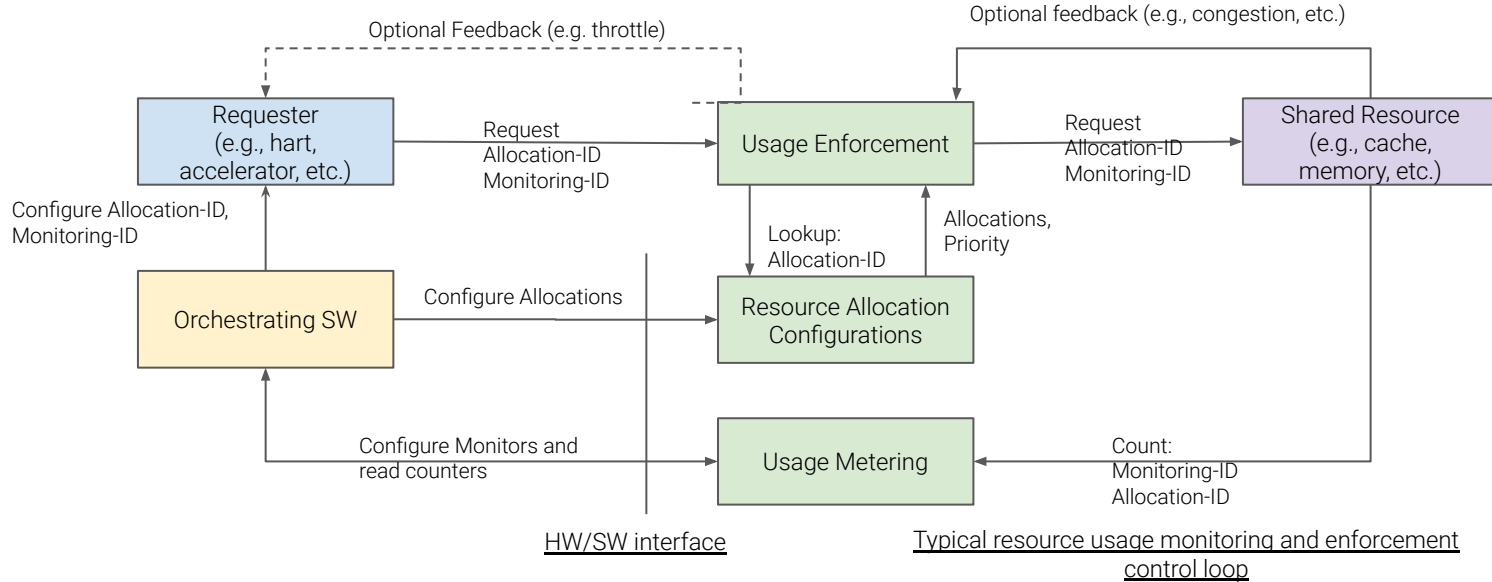 Optional feedback (e.g., congestion, etc.)
Optional Feedback (e.g. throttle)
Requester
(e.g., hart,
accelerator, etc.)
Request
Allocation-ID
Monitoring-ID
Usage Enforcement
Request
Allocation-ID
Monitoring-ID
Shared Resource
(e.g., cache,
memory, etc.)
Configure Allocation-ID,
Monitoring-ID
Lookup:
Allocation-ID
Allocations,
Priority
Orchestrating SW
Configure Allocations
Resource Allocation
Configurations
Configure Monitors and
read counters
Usage Metering
Count:
Monitoring-ID
Allocation-ID
HW/SW interface
Typical resource usage monitoring and enforcement
control loop